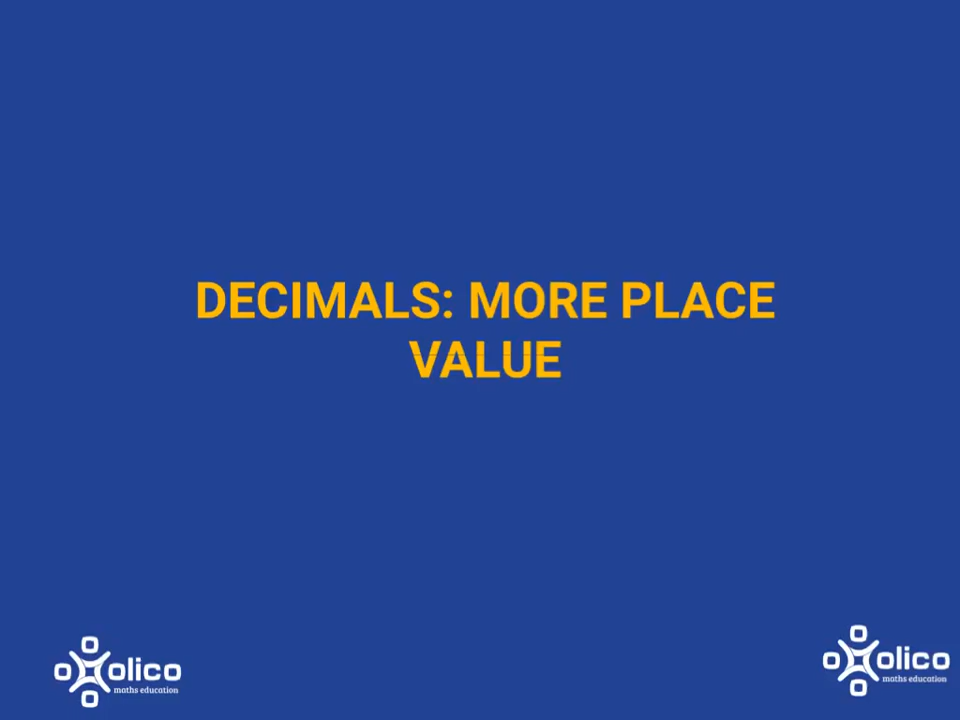 DECIMALS: MORE PLACE
VALUE
olico
maths education
olico
maths education